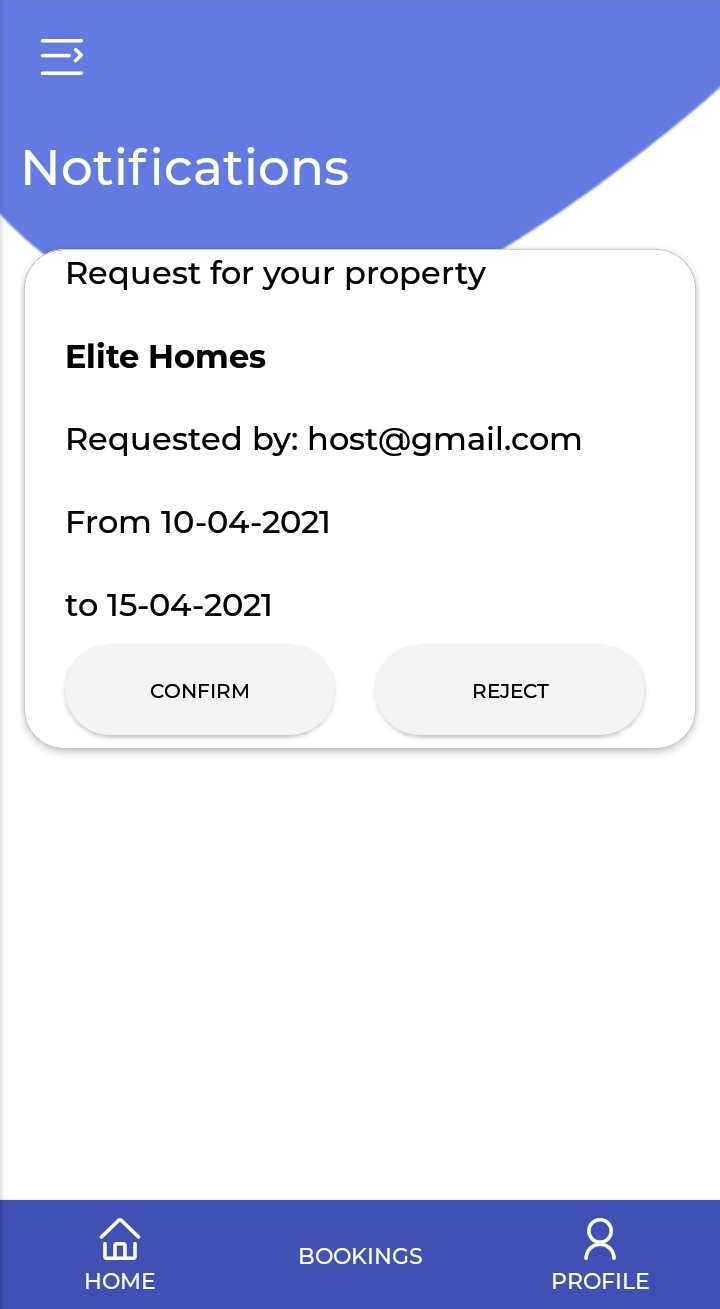 Notifications
Request for your property
Elite Homes
Requested by: host@gmail.com
From 10-04-2021
to 15-04-2021
CONFIRM REJECT
HOME BOOKINGS PROFILE